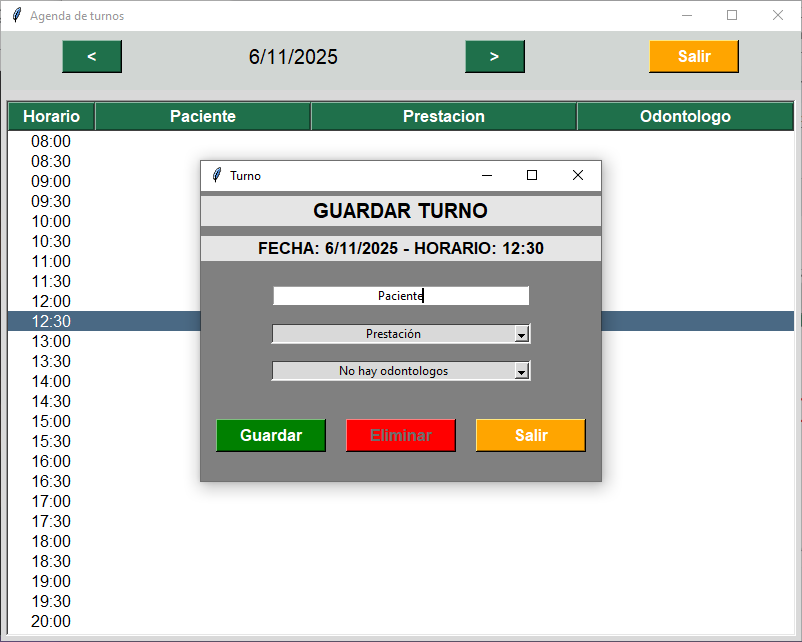 Agenda de turnos
< 6/11/2025 > Salir
Horario Paciente Prestacion Odontologo
08:00
08:30
09:00
09:30
10:00
10:30
11:00
11:30
12:00
12:30
13:00
13:30
14:00
14:30
15:00
15:30
16:00
16:30
17:00
17:30
18:00
18:30
19:00
19:30
20:00
Turno
GUARDAR TURNO
FECHA: 6/11/2025 - HORARIO: 12:30
Paciente
Prestación
No hay odontologos
Guardar Eliminar Salir